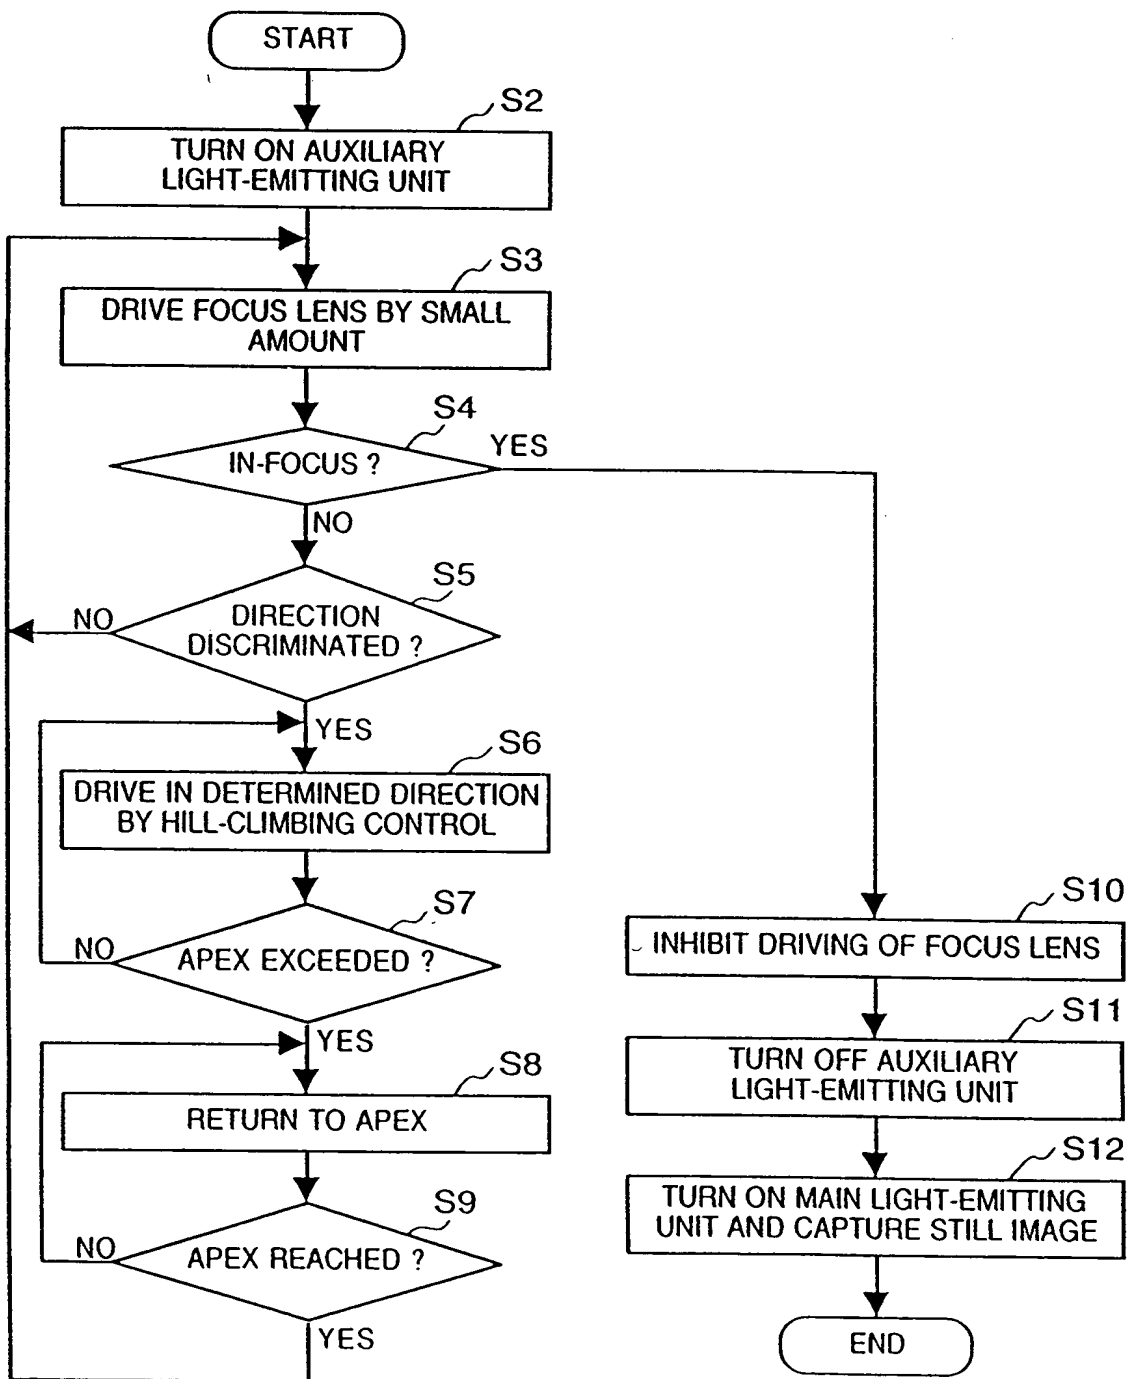 START
S2
TURN ON AUXILIARY
LIGHT-EMITTING UNIT
S3
DRIVE FOCUS LENS BY SMALL
AMOUNT
S4
IN-FOCUS ?
YES
NO
S5
DIRECTION
DISCRIMINATED ?
NO
YES
S6
DRIVE IN DETERMINED DIRECTION
BY HILL-CLIMBING CONTROL
S7
APEX EXCEEDED ?
NO
YES
S8
RETURN TO APEX
S9
APEX REACHED ?
NO
YES
S10
INHIBIT DRIVING OF FOCUS LENS
S11
TURN OFF AUXILIARY
LIGHT-EMITTING UNIT
S12
TURN ON MAIN LIGHT-EMITTING
UNIT AND CAPTURE STILL IMAGE
END